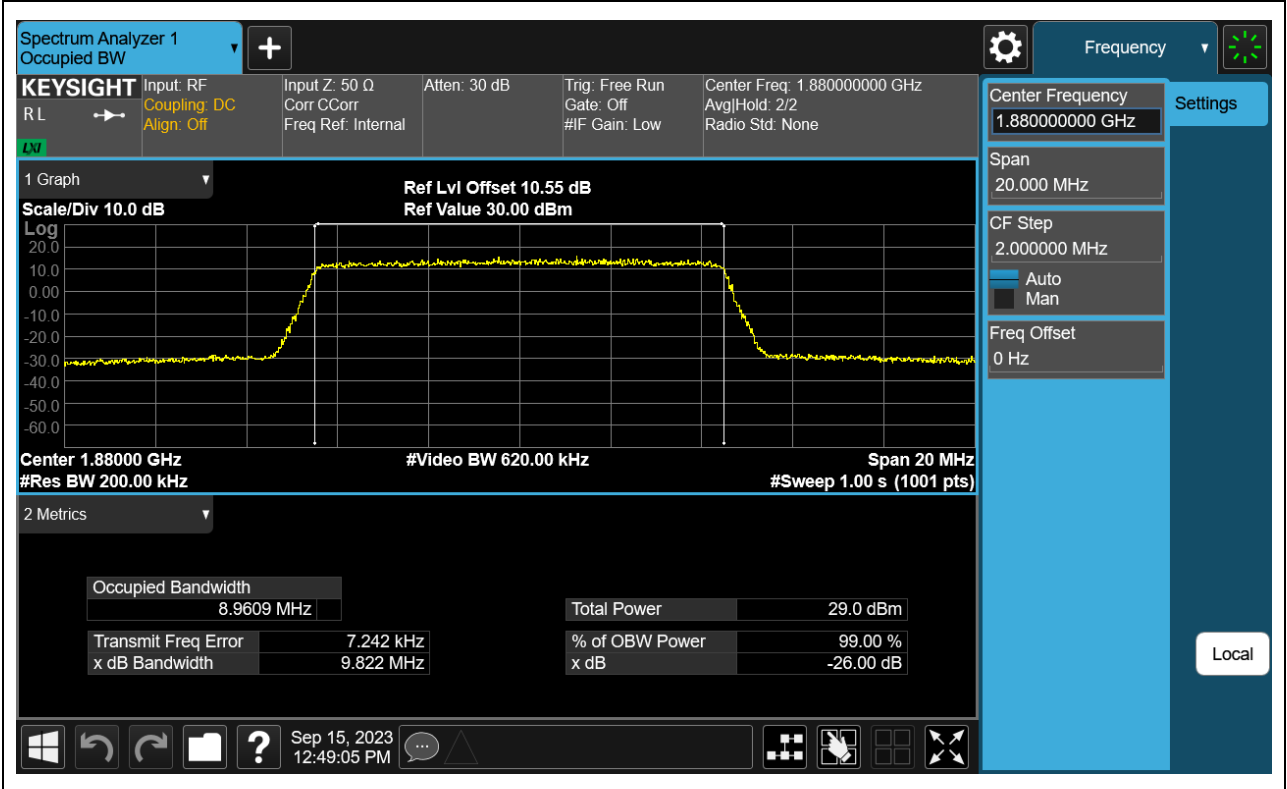 Spectrum Analyzer 1
Occupied BW
Frequency
KEYSIGHT
R L
LXI
Input: RF
Coupling: DC
Align: Off
Input Z: 50 Ω
Corr CCorr
Freq Ref: Internal
Atten: 30 dB
Trig: Free Run
Gate: Off
#IF Gain: Low
Center Freq: 1.880000000 GHz
Avg|Hold: 2/2
Radio Std: None
Center Frequency
1.880000000 GHz
Settings
Span
20.000 MHz
CF Step
2.000000 MHz
Auto
Man
Freq Offset
0 Hz
Local
1 Graph
Scale/Div 10.0 dB
Ref Lvl Offset 10.55 dB
Ref Value 30.00 dBm
Log
20.0
10.0
0.00
-10.0
-20.0
-30.0
-40.0
-50.0
-60.0
Center 1.88000 GHz
#Video BW 620.00 kHz
Span 20 MHz
#Res BW 200.00 kHz
#Sweep 1.00 s (1001 pts)
2 Metrics
Occupied Bandwidth
8.9609 MHz
Total Power 29.0 dBm
Transmit Freq Error 7.242 kHz
% of OBW Power 99.00 %
x dB Bandwidth 9.822 MHz
x dB -26.00 dB
?
Sep 15, 2023
12:49:05 PM